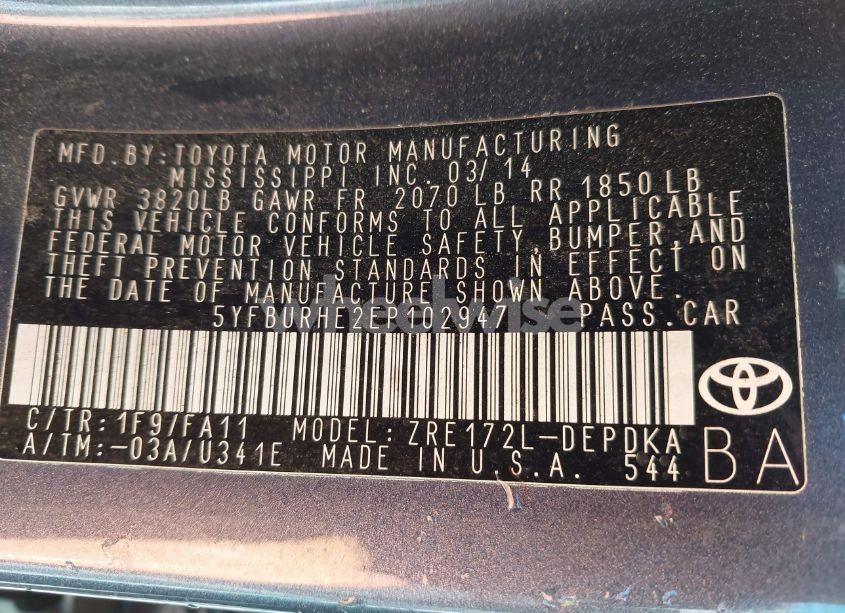 MFD.BY:TOYOTA MOTOR MANUFACTURING
MISSISSIPPI INC. 03/14
GVWR 3820LB GAWR FR 2070 LB RR 1850LB
THIS VEHICLE CONFORMS TO ALL APPLICABLE
FEDERAL MOTOR VEHICLE SAFETY,BUMPER,AND
THEFT PREVENTION STANDARDS IN EFFECT ON
THE DATE OF MANUFACTURE SHOWN ABOVE.
5YFBURHE2EP102947 PASS.CAR
C/TR:1F9/FA11 MODEL:ZRE172L-DEPDKA
A/TM:-03A/U341E MADE IN U.S.A. 544
BA